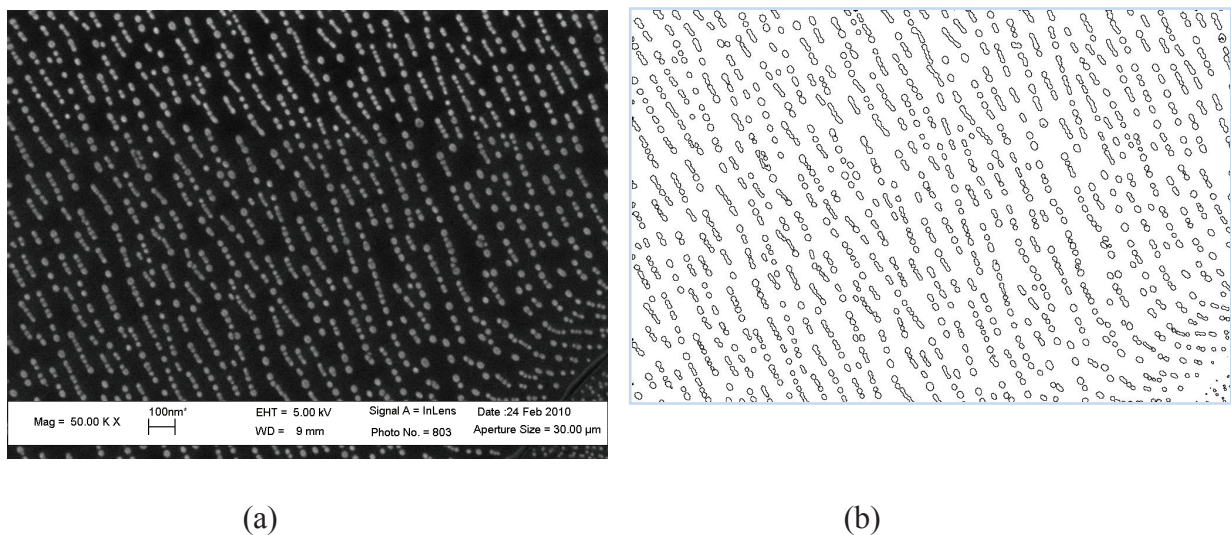 Mag = 50.00 K X
100nm*
EHT = 5.00 kV
WD = 9 mm
Signal A = InLens
Photo No. = 803
Date :24 Feb 2010
Aperture Size = 30.00 µm
(a)
(b)